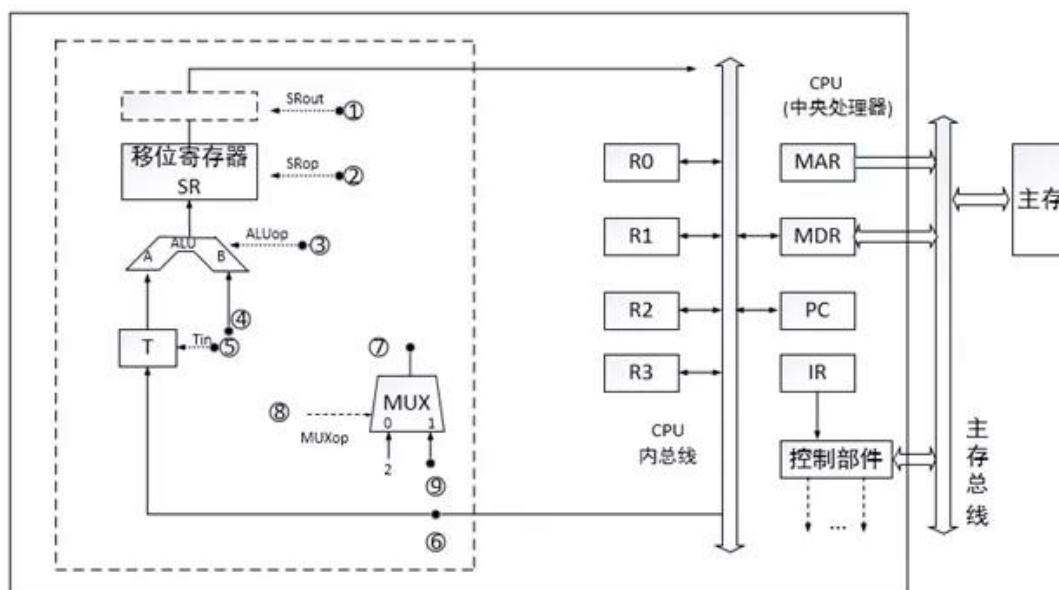 SRout
①
移位寄存器
SR
SRop
②
ALU
A
B
ALUop
③
④
T
Tin
⑤
⑦
MUX
0
1
⑧
MUXop
2
⑨
⑥
R0
R1
R2
R3
CPU
内总线
CPU
(中央处理器)
MAR
MDR
PC
IR
控制部件
...
主存总线
主存